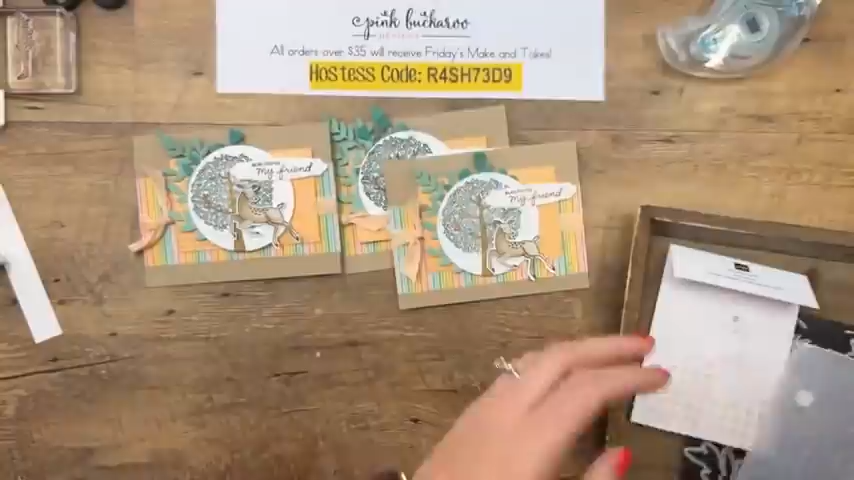 pink buckaroo
All orders over $35 will receive Friday's Make and Takes!
Hostess Code: R4SH73D9
my friend
my friend